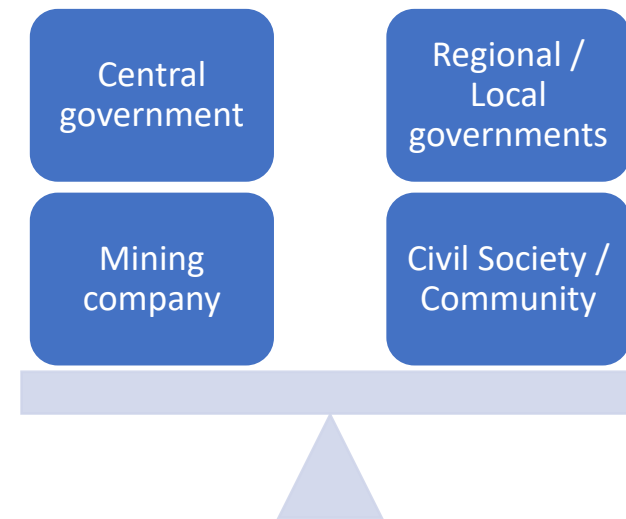 Central
government
Regional /
Local
governments
Mining
company
Civil Society /
Community